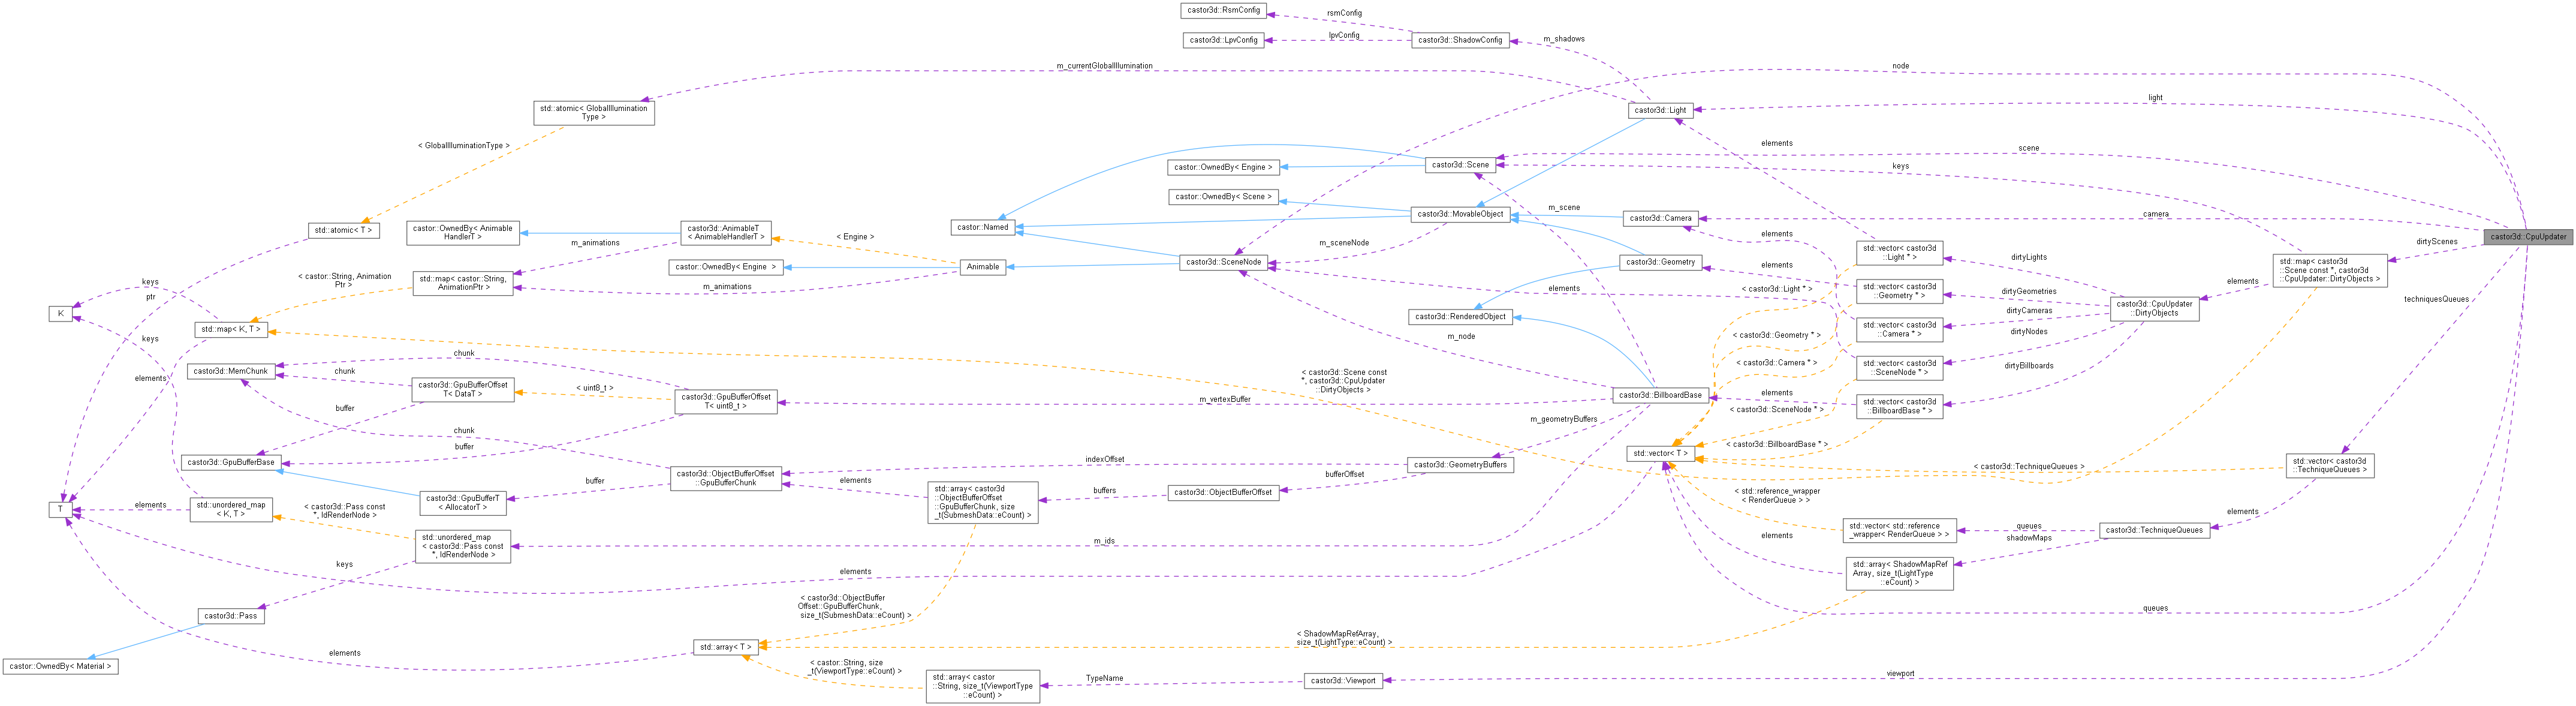 castor3d::RsmConfig
rsmConfig
castor3d::LpvConfig
lpvConfig
castor3d::ShadowConfig
m_shadows
node
m_currentGlobalIllumination
std::atomic< GlobalIllumination
Type >
castor3d::Light
light
< GlobalIlluminationType >
elements
scene
castor3d::Scene
castor::OwnedBy< Engine >
keys
castor::OwnedBy< Scene >
m_scene
castor3d::MovableObject
castor3d::Camera
camera
castor::Named
std::atomic< T >
castor::OwnedBy< Animable
HandlerT >
castor3d::AnimableT
< AnimableHandlerT >
< Engine >
elements
castor3d::CpuUpdater
m_animations
m_sceneNode
dirtyScenes
std::vector< castor3d
::Light * >
dirtyLights
std::map< castor3d
::Scene const *, castor3d
::CpuUpdater::DirtyObjects >
castor::OwnedBy< Engine  >
Animable
castor3d::SceneNode
castor3d::Geometry
elements
< castor::String, Animation
Ptr >
std::map< castor::String,
AnimationPtr >
m_animations
elements
< castor3d::Light * >
std::vector< castor3d
::Geometry * >
dirtyGeometries
elements
keys
ptr
castor3d::CpuUpdater
::DirtyObjects
techniquesQueues
K
castor3d::RenderedObject
dirtyCameras
std::map< K, T >
std::vector< castor3d
::Camera * >
dirtyNodes
keys
m_node
< castor3d::Geometry * >
chunk
castor3d::MemChunk
chunk
elements
castor3d::GpuBufferOffset
T< DataT >
< uint8_t >
castor3d::GpuBufferOffset
T< uint8_t >
< castor3d::Scene const
*, castor3d::CpuUpdater
::DirtyObjects >
< castor3d::Camera * >
std::vector< castor3d
::SceneNode * >
dirtyBillboards
m_vertexBuffer
castor3d::BillboardBase
elements
std::vector< castor3d
::BillboardBase * >
buffer
m_geometryBuffers
< castor3d::SceneNode * >
chunk
buffer
< castor3d::BillboardBase * >
std::vector< T >
castor3d::GpuBufferBase
indexOffset
castor3d::GeometryBuffers
< castor3d::TechniqueQueues >
std::vector< castor3d
::TechniqueQueues >
castor3d::ObjectBufferOffset
::GpuBufferChunk
bufferOffset
buffer
elements
castor3d::GpuBufferT
< AllocatorT >
std::array< castor3d
::ObjectBufferOffset
::GpuBufferChunk, size
_t(SubmeshData::eCount) >
buffers
castor3d::ObjectBufferOffset
< std::reference_wrapper
< RenderQueue > >
T
elements
std::unordered_map
< K, T >
< castor3d::Pass const
*, IdRenderNode >
elements
std::vector< std::reference
_wrapper< RenderQueue > >
queues
castor3d::TechniqueQueues
std::unordered_map
< castor3d::Pass const
*, IdRenderNode >
m_ids
elements
shadowMaps
keys
elements
std::array< ShadowMapRef
Array, size_t(LightType
::eCount) >
< castor3d::ObjectBuffer
Offset::GpuBufferChunk,
size_t(SubmeshData::eCount) >
castor3d::Pass
queues
< ShadowMapRefArray,
size_t(LightType::eCount) >
elements
std::array< T >
castor::OwnedBy< Material >
< castor::String, size
_t(ViewportType::eCount) >
std::array< castor
::String, size_t(ViewportType
::eCount) >
TypeName
castor3d::Viewport
viewport